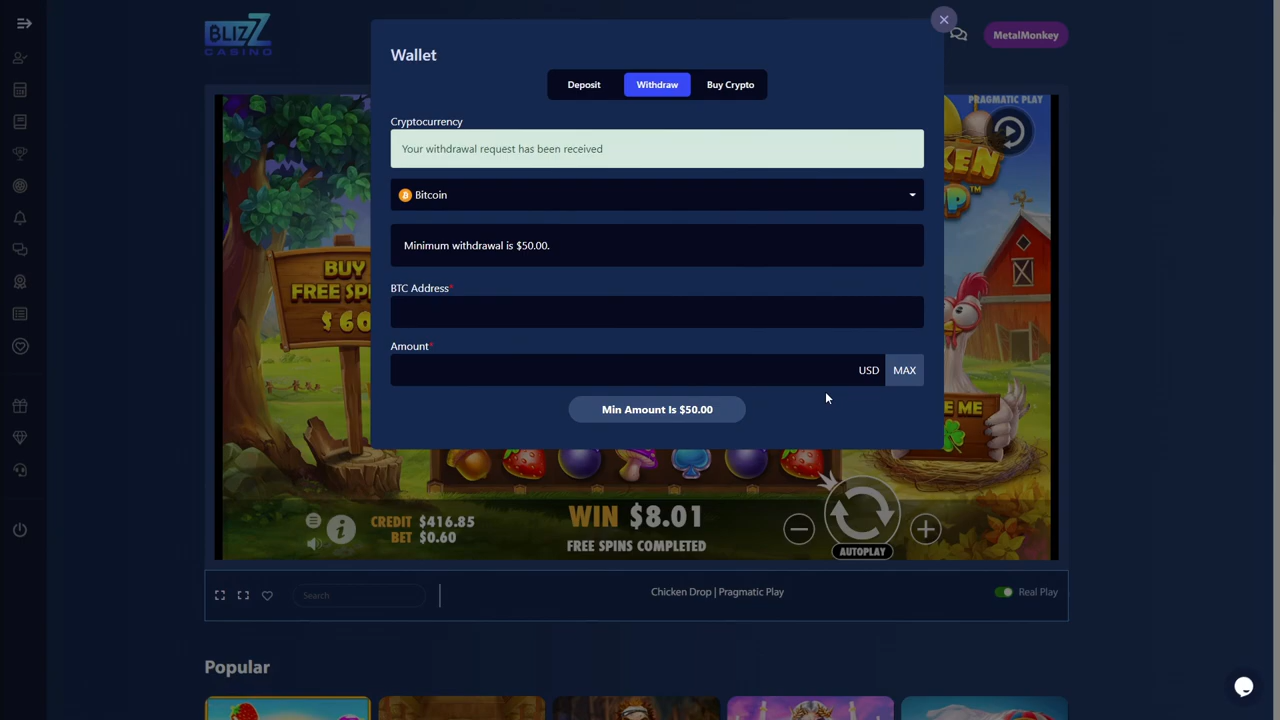 BLIZZ
CASINO
MetalMonkey
Wallet
Deposit
Withdraw
Buy Crypto
Cryptocurrency
Your withdrawal request has been received
Bitcoin
Minimum withdrawal is $50.00.
BTC Address*
Amount*
USD
MAX
Min Amount Is $50.00
PRAGMATIC PLAY
BUY
FREE SPI
$60
CREDIT $416.85
BET $0.60
WIN $8.01
FREE SPINS COMPLETED
AUTOPLAY
Search
Chicken Drop | Pragmatic Play
Real Play
Popular